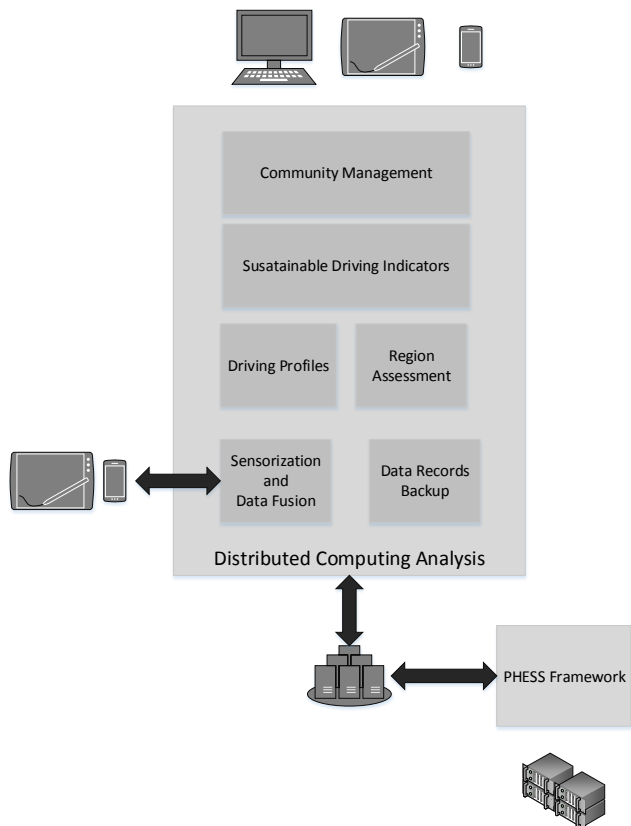 Community Management
Susatainable Driving Indicators
Driving Profiles
Region
Assessment
Sensorization
and
Data Fusion
Data Records
Backup
Distributed Computing Analysis
PHESS Framework